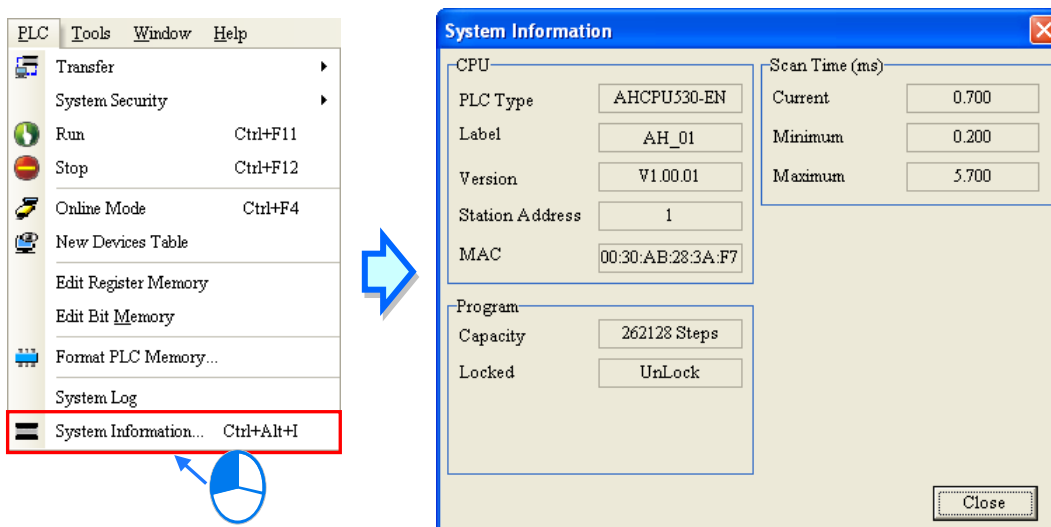 PLC Tools Window Help
Transfer
System Security
Run Ctrl+F11
Stop Ctrl+F12
Online Mode Ctrl+F4
New Devices Table
Edit Register Memory
Edit Bit Memory
Format PLC Memory...
System Log
System Information... Ctrl+Alt+I
System Information
CPU
PLC Type AHCPU530-EN
Label AH_01
Version V1.00.01
Station Address 1
MAC 00:30:AB:28:3A:F7
Program
Capacity 262128 Steps
Locked UnLock
Scan Time (ms)
Current 0.700
Minimum 0.200
Maximum 5.700
Close